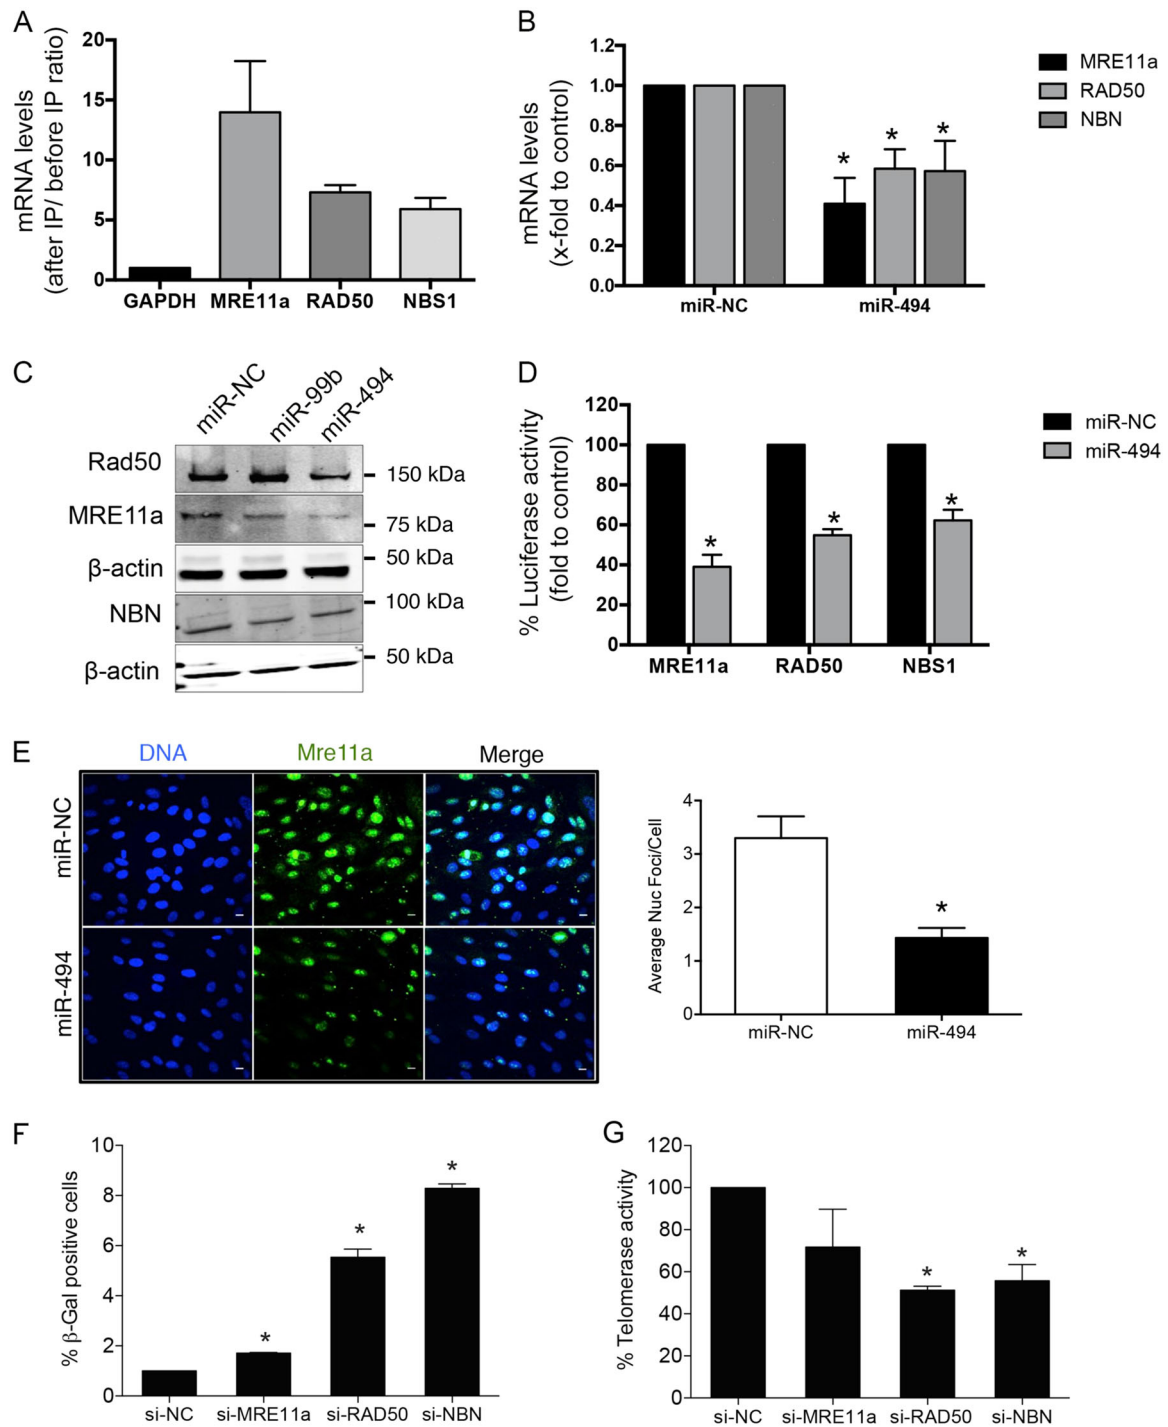 A
mRNA levels
(after IP/ before IP ratio)
20
15
10
5
0
GAPDH MRE11a RAD50 NBS1
B
mRNA levels
(x-fold to control)
1.2
1.0
0.8
0.6
0.4
0.2
0.0
* * *
miR-NC miR-494
MRE11a
RAD50
NBN
C
miR-NC miR-99b miR-494
Rad50 150 kDa
MRE11a 75 kDa
β-actin 50 kDa
NBN 100 kDa
β-actin 50 kDa
D
% Luciferase activity
(fold to control)
120
100
80
60
40
20
0
* * *
MRE11a RAD50 NBS1
miR-NC
miR-494
E
DNA Mre11a Merge
miR-NC
miR-494
Average Nuc Foci/Cell
4
3
2
1
0
*
miR-NC miR-494
F
% β-Gal positive cells
10
8
6
4
2
0
* * *
si-NC si-MRE11a si-RAD50 si-NBN
G
% Telomerase activity
120
100
80
60
40
20
0
* *
si-NC si-MRE11a si-RAD50 si-NBN